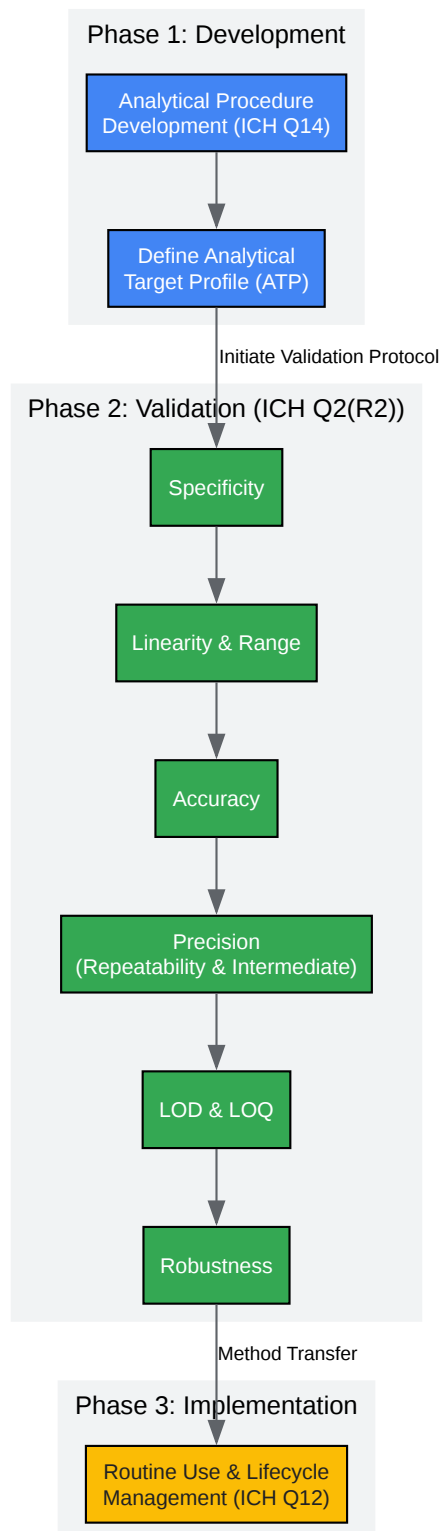 Phase 1: Development
Analytical Procedure
Development (ICH Q14)
Define Analytical
Target Profile (ATP)
Initiate Validation Protocol
Phase 2: Validation (ICH Q2(R2))
Specificity
Linearity & Range
Accuracy
Precision
(Repeatability & Intermediate)
LOD & LOQ
Robustness
Method Transfer
Phase 3: Implementation
Routine Use & Lifecycle
Management (ICH Q12)